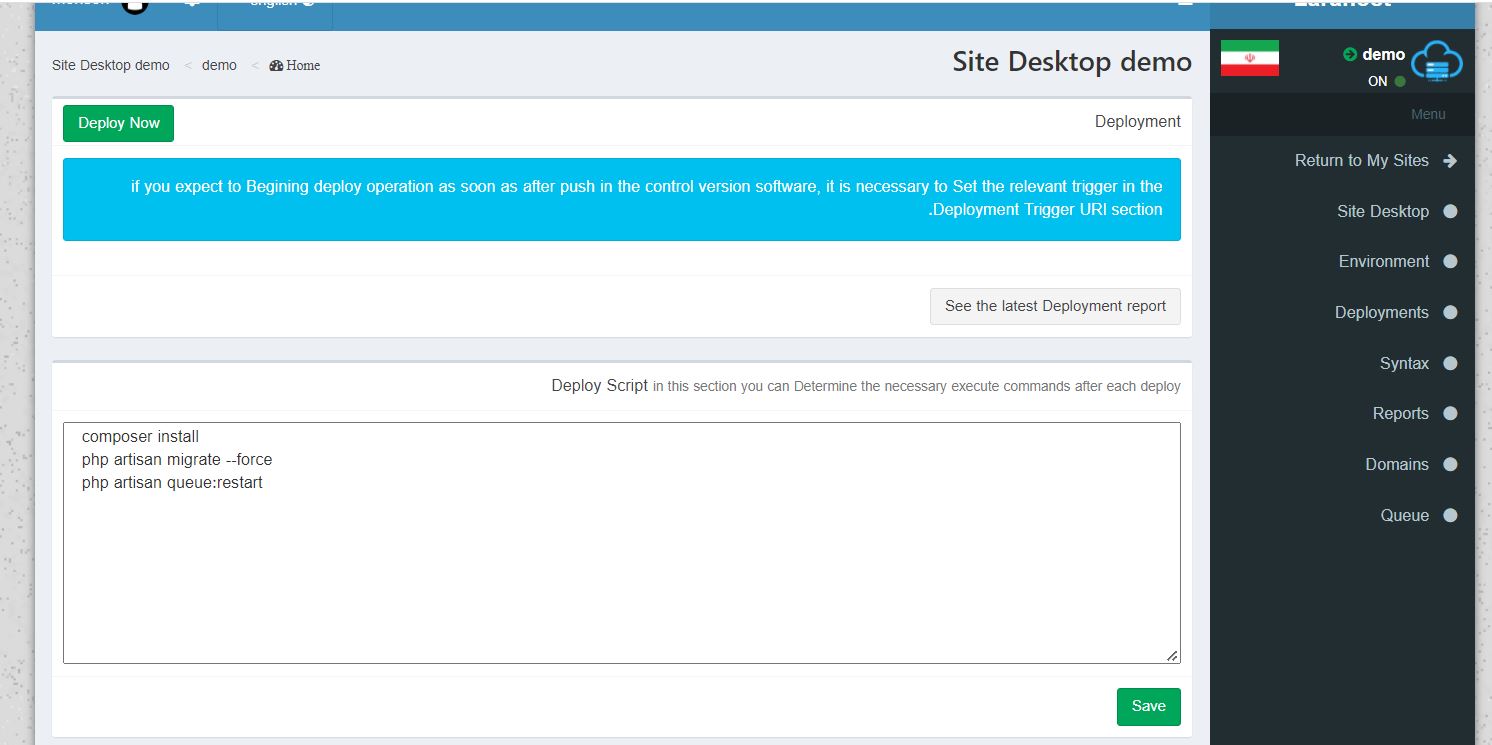 english
Site Desktop demo < demo < Home
Site Desktop demo
demo
ON
Menu
Return to My Sites
Site Desktop
Environment
Deployments
Syntax
Reports
Domains
Queue
Deploy Now
Deployment
if you expect to Begining deploy operation as soon as after push in the control version software, it is necessary to Set the relevant trigger in the
.Deployment Trigger URI section
See the latest Deployment report
Deploy Script in this section you can Determine the necessary execute commands after each deploy
composer install
php artisan migrate --force
php artisan queue:restart
Save